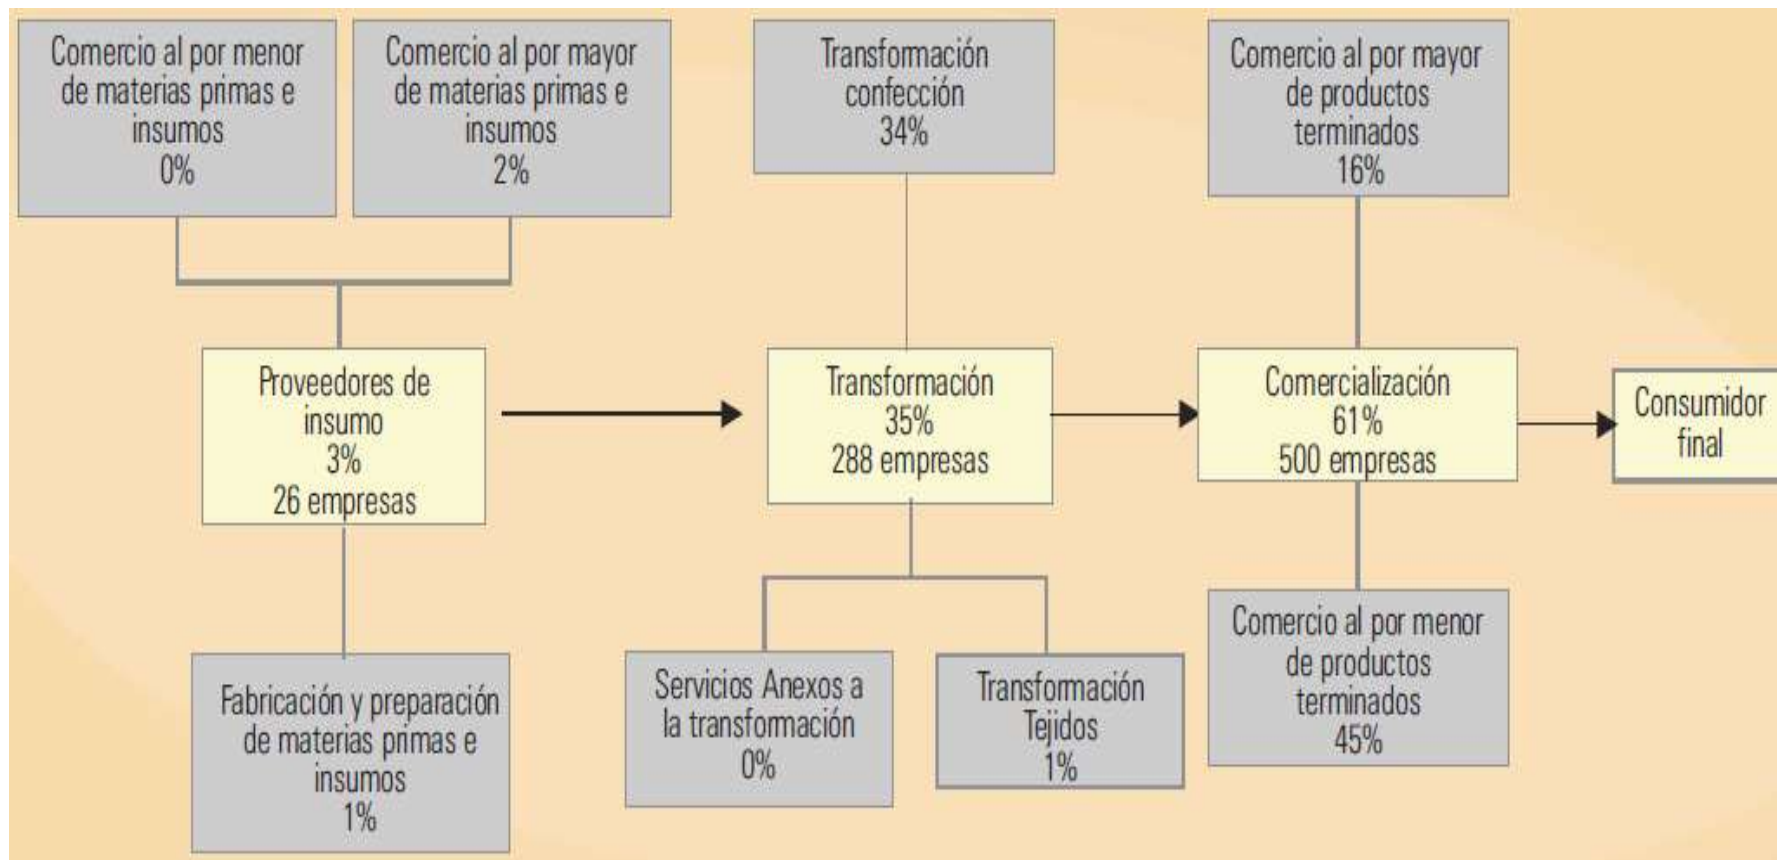 Comercio al por menor
de materias primas e
insumos
0%
Comercio al por mayor
de materias primas e
insumos
2%
Transformación
confección
34%
Comercio al por mayor
de productos
terminados
16%
Proveedores de
insumo
3%
26 empresas
Transformación
35%
288 empresas
Comercialización
61%
500 empresas
Consumidor
final
Fabricación y preparación
de materias primas e
insumos
1%
Servicios Anexos a
la transformación
0%
Transformación
Tejidos
1%
Comercio al por menor
de productos
terminados
45%